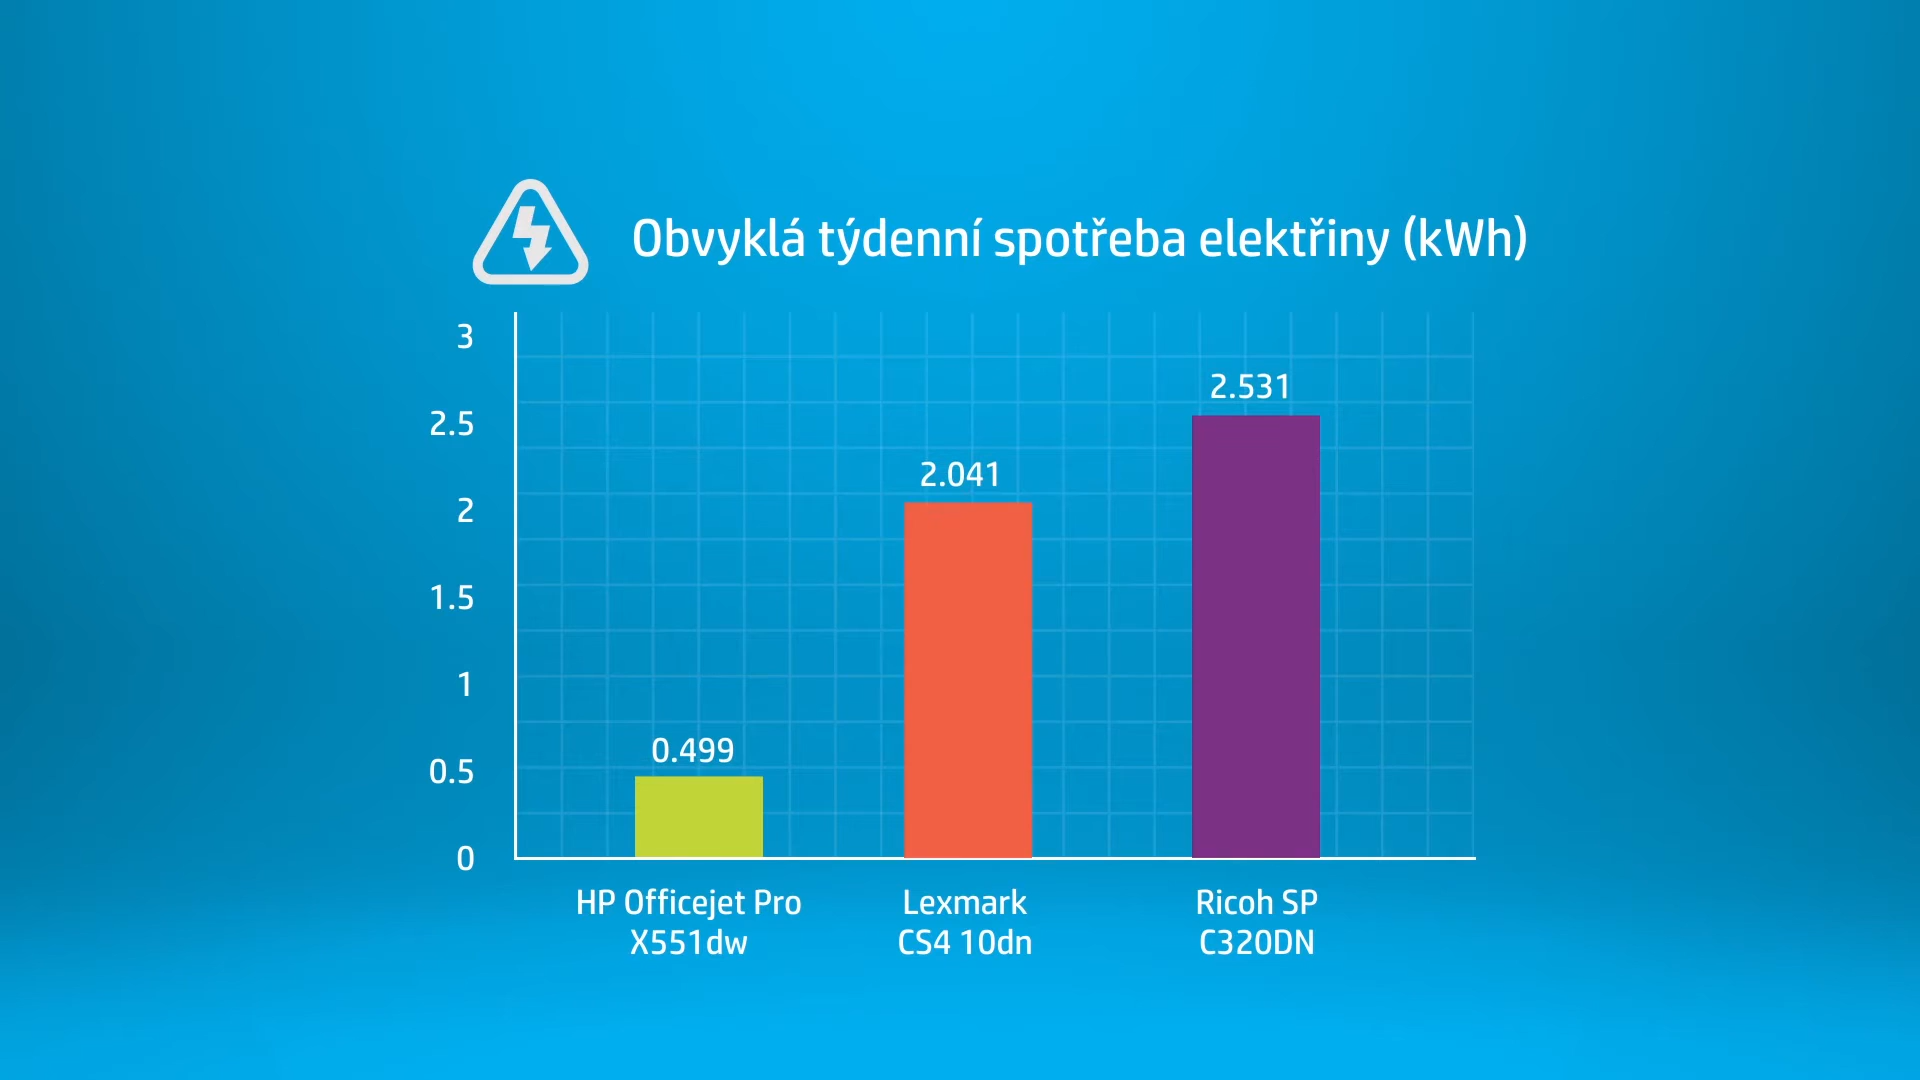 Obvyklá týdenní spotřeba elektřiny (kWh)
3
2.5
2
1.5
1
0.5
0
0.499
2.041
2.531
HP Officejet Pro
X551dw
Lexmark
CS4 10dn
Ricoh SP
C320DN